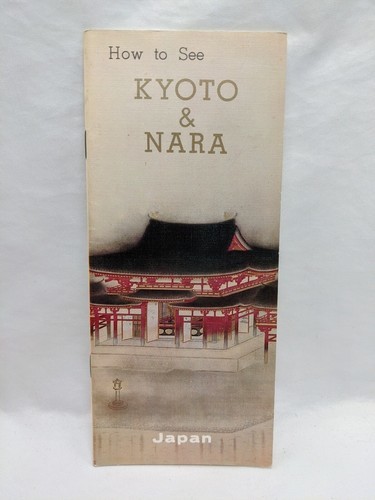 How to See
KYOTO
&
NARA
Japan